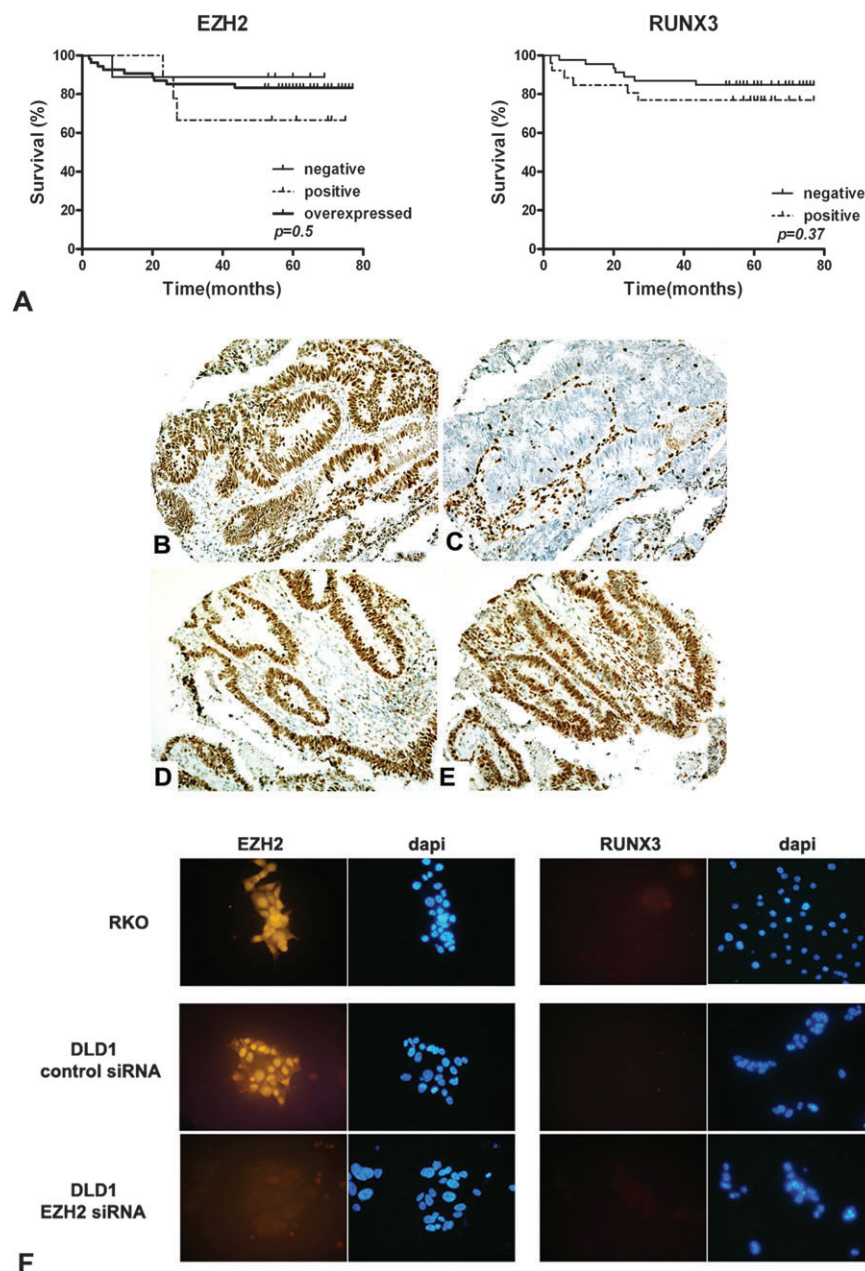 EZH2
RUNX3
Survival (%)
100
80
60
40
20
0
negative
positive
overexpressed
p=0.5
0 20 40 60 80
Time(months)
Survival (%)
100
80
60
40
20
0
negative
positive
p=0.37
0 20 40 60 80
Time(months)
A
B
C
D
E
EZH2
dapi
RUNX3
dapi
RKO
DLD1
control siRNA
DLD1
EZH2 siRNA